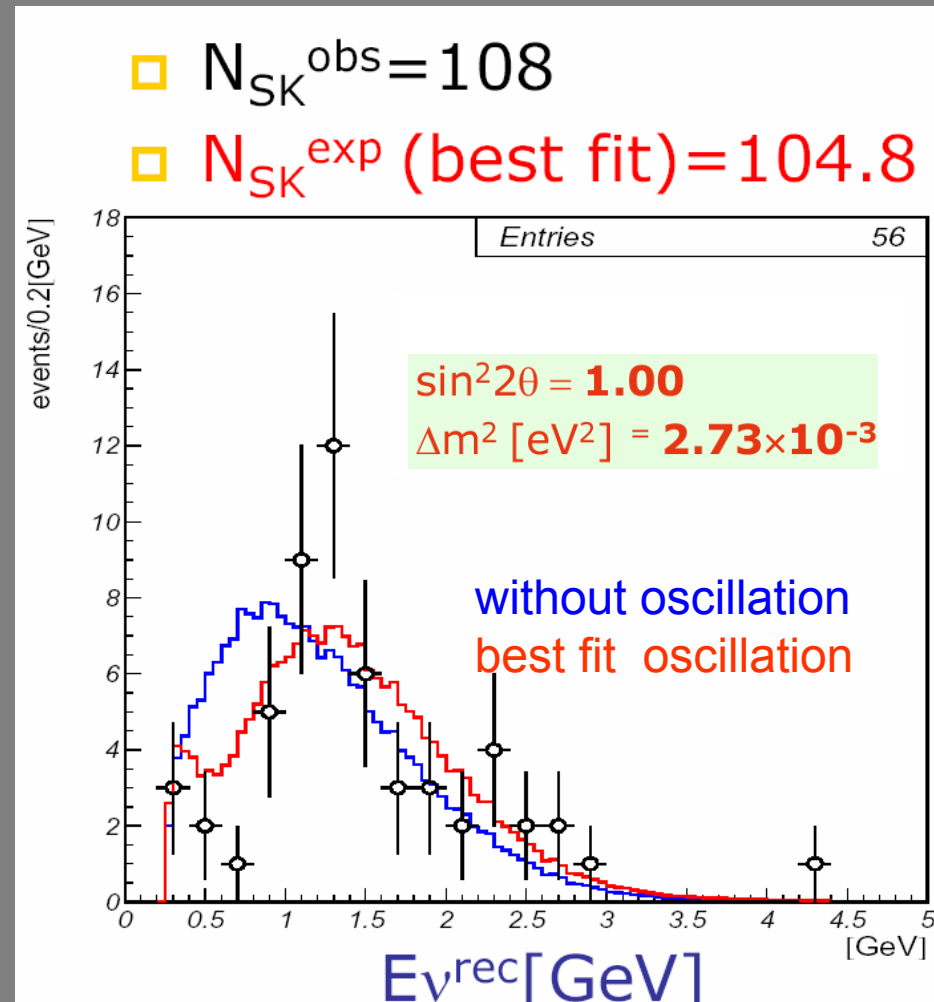 N_SK^obs=108
N_SK^exp (best fit)=104.8
events/0.2[GeV]
18
16
14
12
10
8
6
4
2
0
Entries 56
sin²2θ = 1.00
Δm² [eV²] = 2.73×10⁻³
without oscillation
best fit oscillation
0 0.5 1 1.5 2 2.5 3 3.5 4 4.5 5
[GeV]
Eν^rec[GeV]